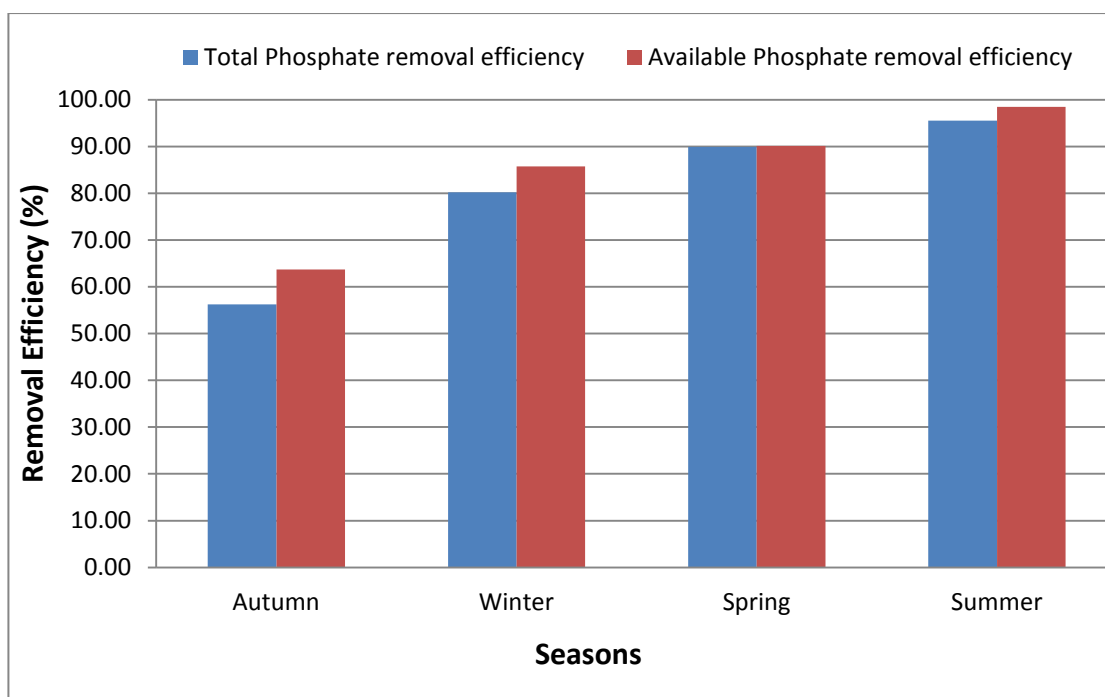 Total Phosphate removal efficiency Available Phosphate removal efficiency
100.00
90.00
80.00
70.00
60.00
50.00
40.00
30.00
20.00
10.00
0.00
Removal Efficiency (%)
Autumn Winter Spring Summer
Seasons